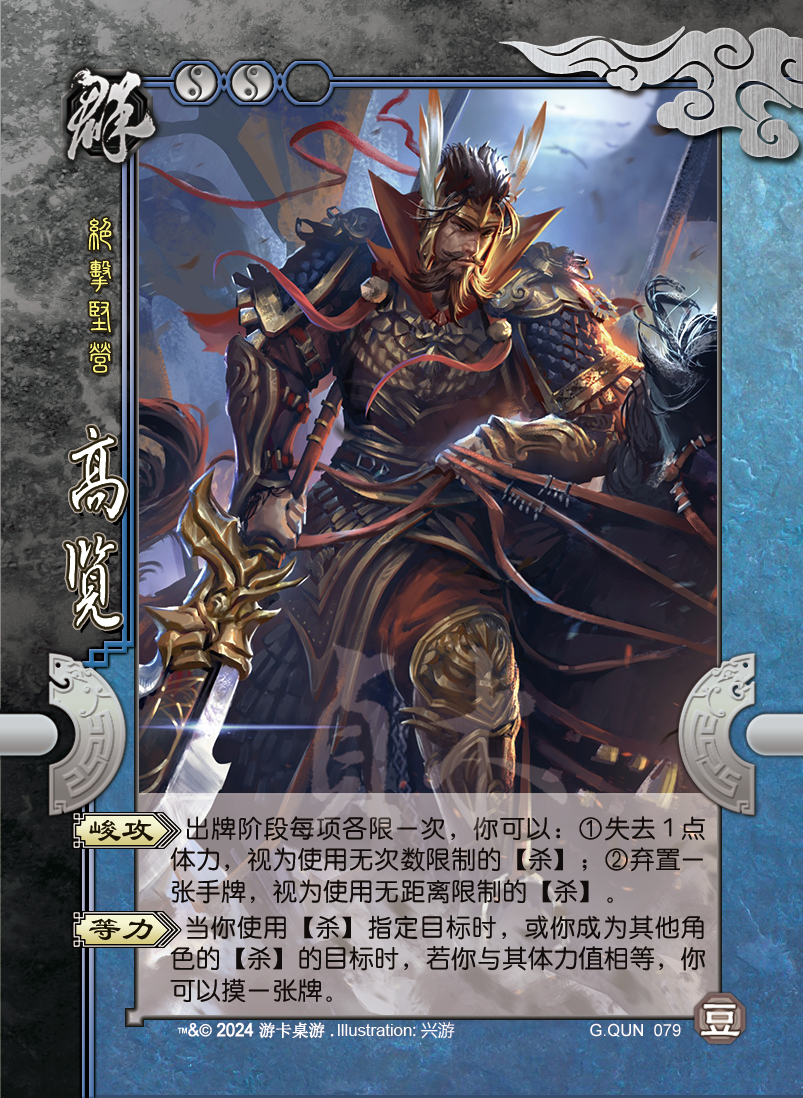 群
絕擊堅營
高览
峻攻
出牌阶段每项各限一次，你可以：①失去1点
体力，视为使用无次数限制的【杀】；②弃置一
张手牌，视为使用无距离限制的【杀】。
等力
当你使用【杀】指定目标时，或你成为其他角
色的【杀】的目标时，若你与其体力值相等，你
可以摸一张牌。
™&© 2024 游卡桌游 . Illustration: 兴游
G.QUN 079
豆